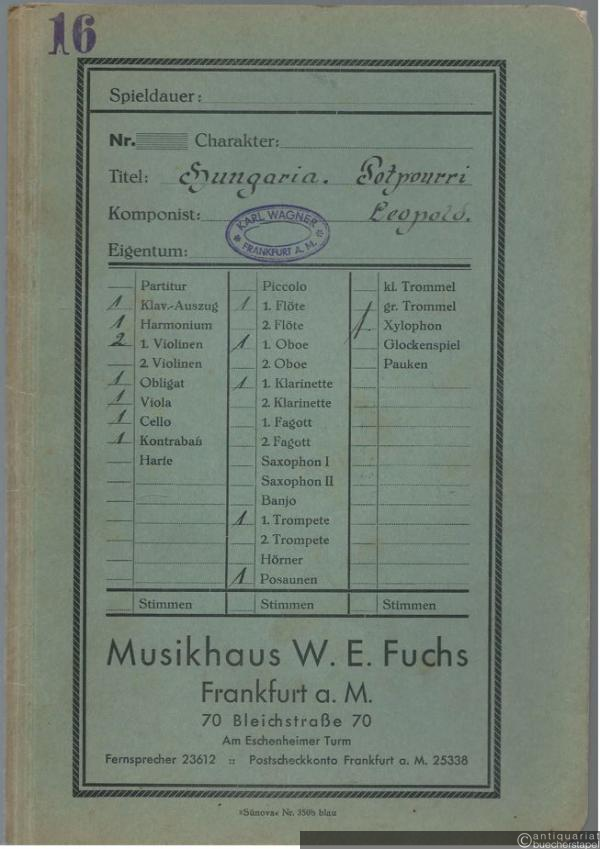 16
Spieldauer:
Nr. Charakter:
Titel: Hungaria. Potpourri
Komponist: Leopold.
KARL WAGNER
FRANKFURT A. M.
Eigentum:
Partitur
1 Klav.-Auszug
1 Harmonium
2 1. Violinen
2. Violinen
1 Obligat
1 Viola
1 Cello
1 Kontrabaß
Harfe
Stimmen
Piccolo
1 1. Flöte
2. Flöte
1 1. Oboe
2. Oboe
1 1. Klarinette
2. Klarinette
1. Fagott
2. Fagott
Saxophon I
Saxophon II
Banjo
1 1. Trompete
2. Trompete
Hörner
1 Posaunen
Stimmen
kl. Trommel
gr. Trommel
1 Xylophon
Glockenspiel
Pauken
Stimmen
Musikhaus W. E. Fuchs
Frankfurt a. M.
70 Bleichstraße 70
Am Eschenheimer Turm
Fernsprecher 23612 :: Postscheckkonto Frankfurt a. M. 25338
»Sünova« Nr. 350b blau
antiquariat
buecherstapel